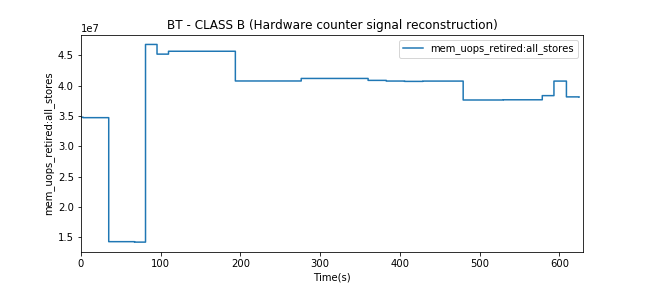 BT - CLASS B (Hardware counter signal reconstruction)
1e7
mem_uops_retired:all_stores
4.5
4.0
3.5
3.0
2.5
2.0
1.5
mem_uops_retired:all_stores
0 100 200 300 400 500 600
Time(s)